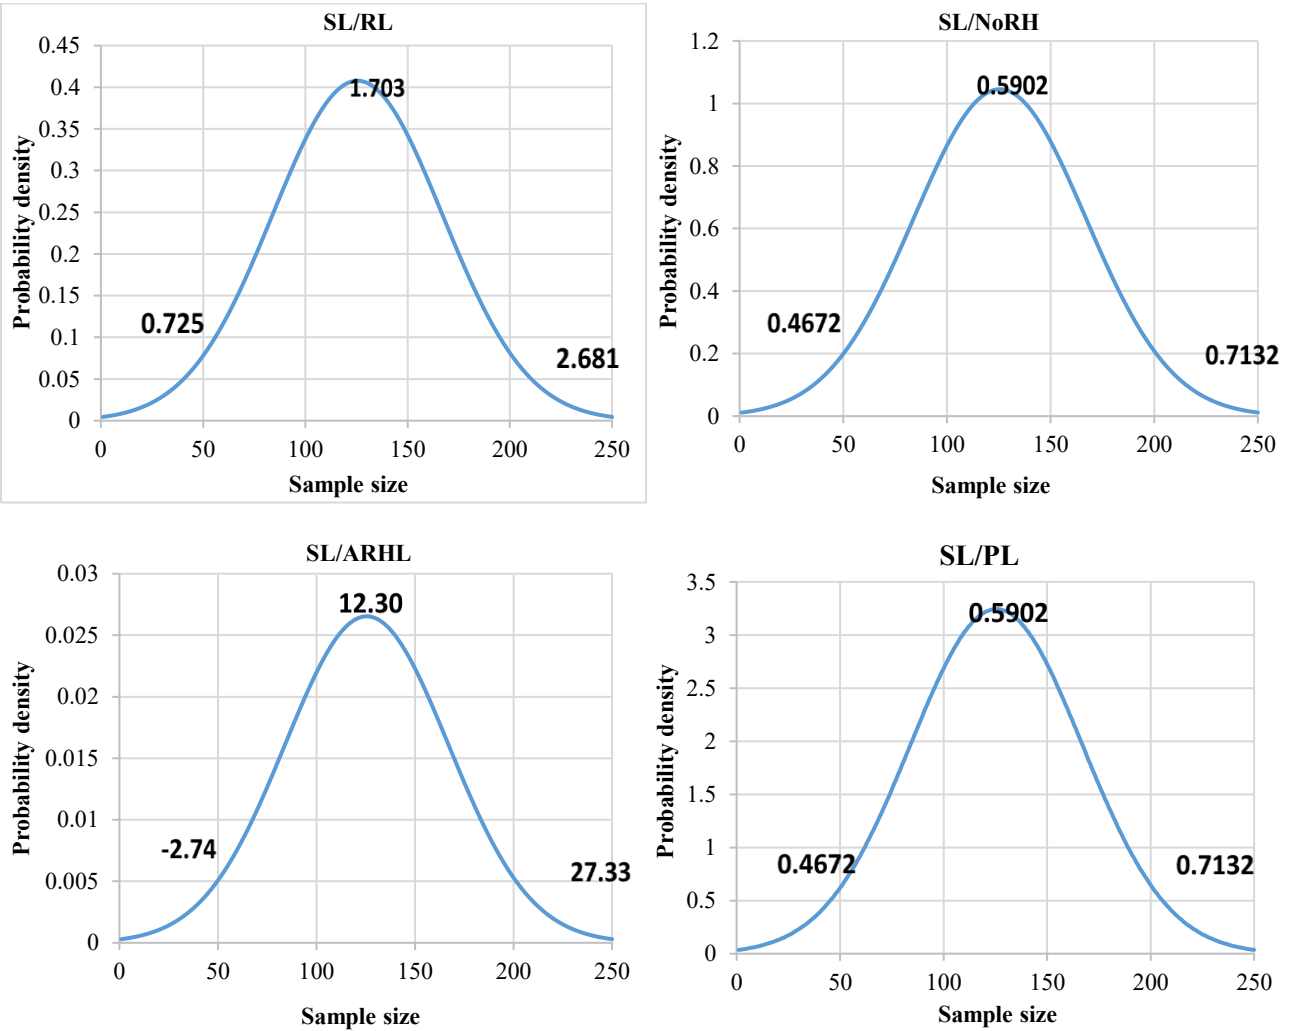 SL/RL
0.45
0.4
0.35
0.3
0.25
0.2
0.15
0.1
0.05
0
Probability density
1.703
0.725
2.681
0 50 100 150 200 250
Sample size
SL/NoRH
1.2
1
0.8
0.6
0.4
0.2
0
Probability density
0.5902
0.4672
0.7132
0 50 100 150 200 250
Sample size
SL/ARHL
0.03
0.025
0.02
0.015
0.01
0.005
0
Probability density
12.30
-2.74
27.33
0 50 100 150 200 250
Sample size
SL/PL
3.5
3
2.5
2
1.5
1
0.5
0
Probability density
0.5902
0.4672
0.7132
0 50 100 150 200 250
Sample size